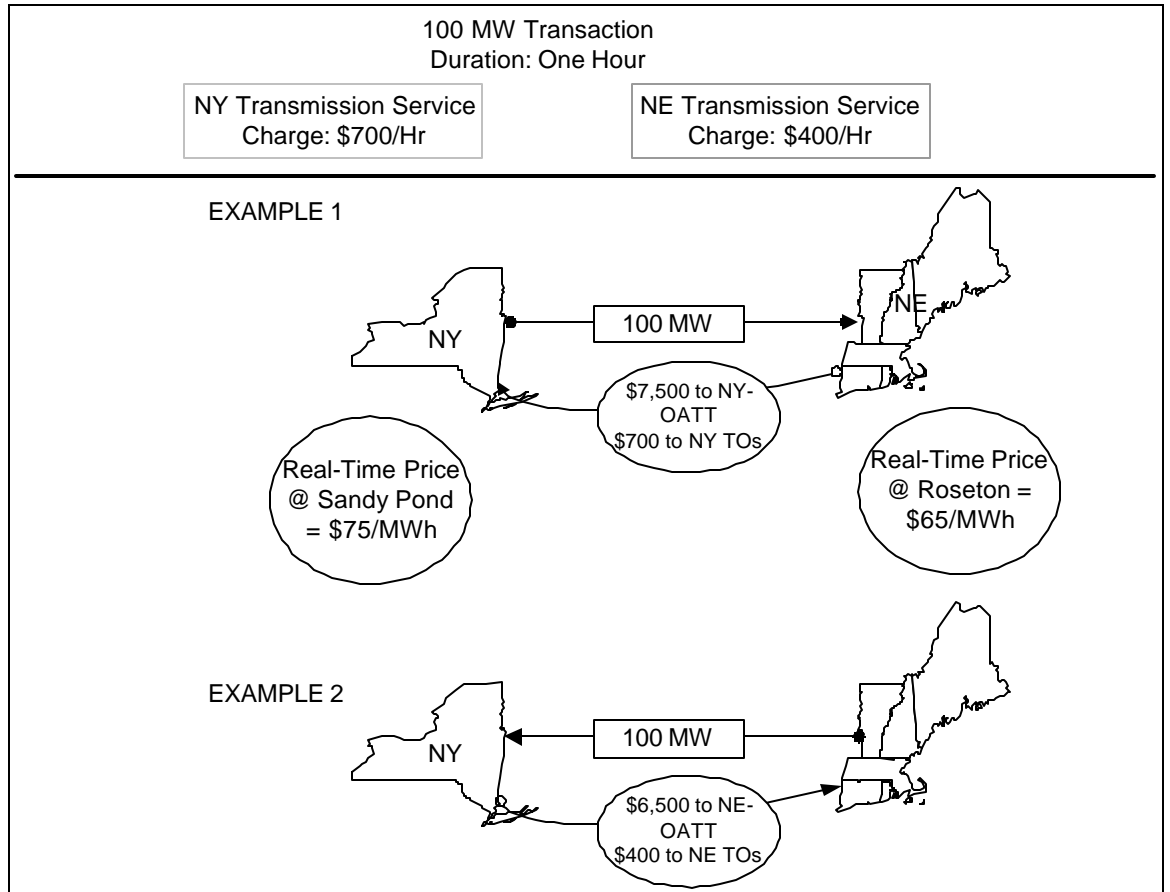 100 MW Transaction
Duration: One Hour
NY Transmission Service
Charge: $700/Hr
NE Transmission Service
Charge: $400/Hr
EXAMPLE 1
NY
100 MW
NE
$7,500 to NY-
OATT
$700 to NY TOs
Real-Time Price
@ Sandy Pond
= $75/MWh
Real-Time Price
@ Roseton =
$65/MWh
EXAMPLE 2
NY
100 MW
$6,500 to NE-
OATT
$400 to NE TOs